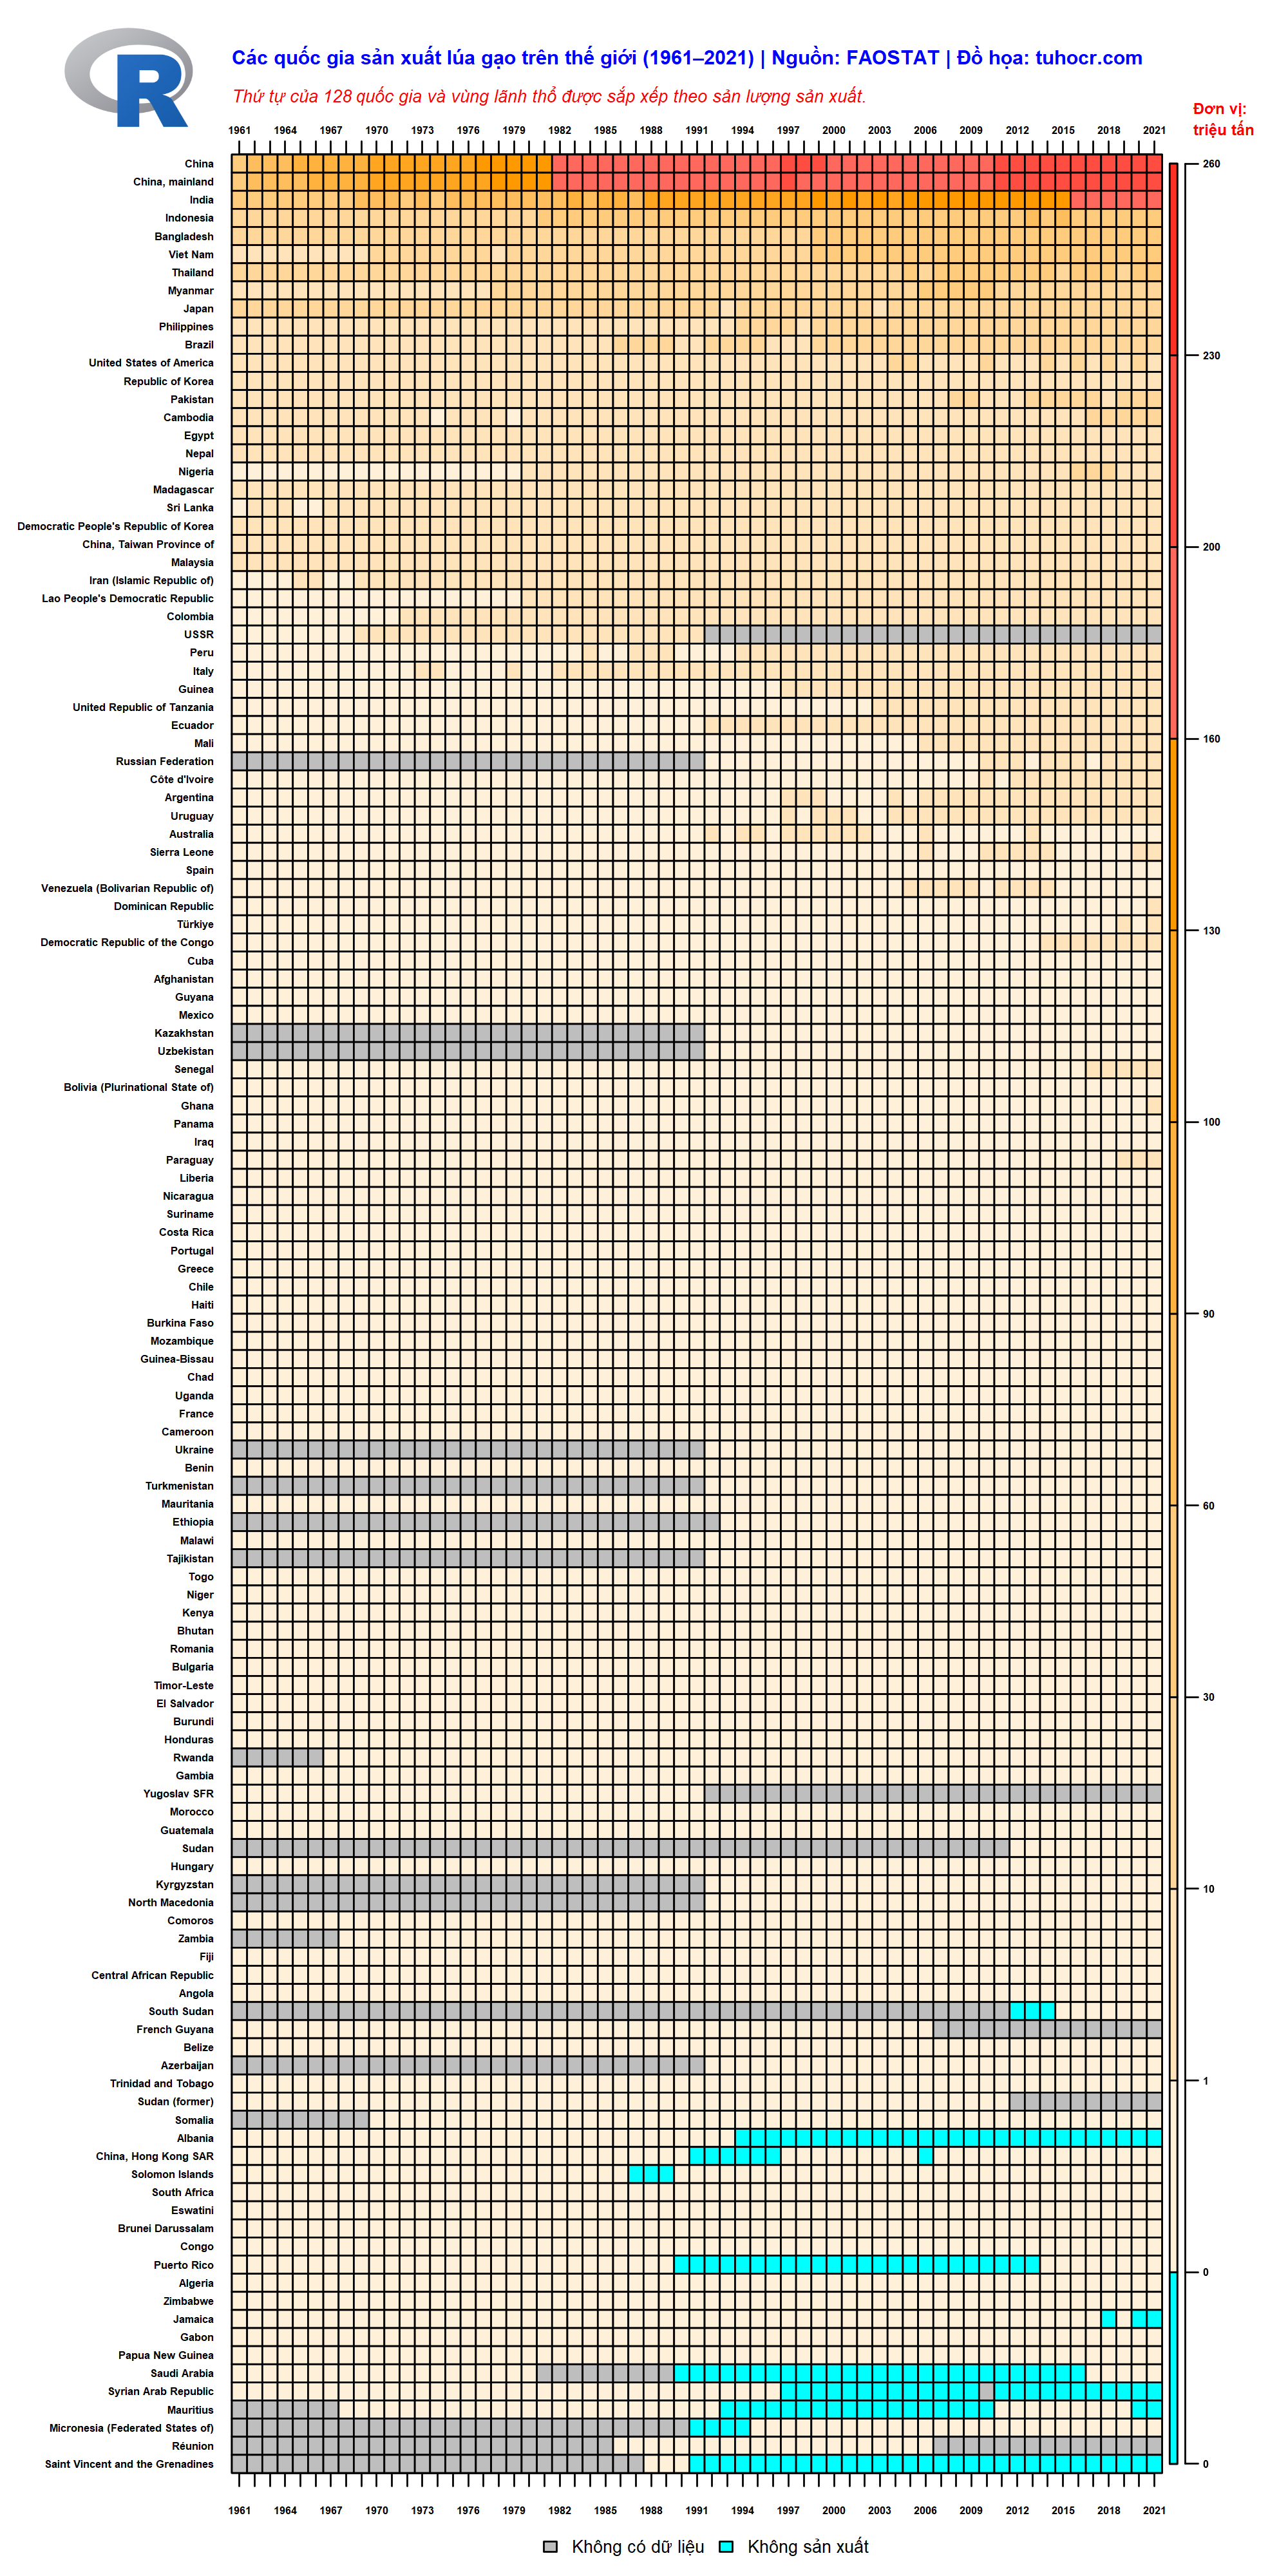 R
Các quốc gia sản xuất lúa gạo trên thế giới (1961–2021) | Nguồn: FAOSTAT | Đồ họa: tuhocr.com
Thứ tự của 128 quốc gia và vùng lãnh thổ được sắp xếp theo sản lượng sản xuất.
Đơn vị:
triệu tấn
1961 1964 1967 1970 1973 1976 1979 1982 1985 1988 1991 1994 1997 2000 2003 2006 2009 2012 2015 2018 2021
China
China, mainland
India
Indonesia
Bangladesh
Viet Nam
Thailand
Myanmar
Japan
Philippines
Brazil
United States of America
Republic of Korea
Pakistan
Cambodia
Egypt
Nepal
Nigeria
Madagascar
Sri Lanka
Democratic People's Republic of Korea
China, Taiwan Province of
Malaysia
Iran (Islamic Republic of)
Lao People's Democratic Republic
Colombia
USSR
Peru
Italy
Guinea
United Republic of Tanzania
Ecuador
Mali
Russian Federation
Côte d'Ivoire
Argentina
Uruguay
Australia
Sierra Leone
Spain
Venezuela (Bolivarian Republic of)
Dominican Republic
Türkiye
Democratic Republic of the Congo
Cuba
Afghanistan
Guyana
Mexico
Kazakhstan
Uzbekistan
Senegal
Bolivia (Plurinational State of)
Ghana
Panama
Iraq
Paraguay
Liberia
Nicaragua
Suriname
Costa Rica
Portugal
Greece
Chile
Haiti
Burkina Faso
Mozambique
Guinea-Bissau
Chad
Uganda
France
Cameroon
Ukraine
Benin
Turkmenistan
Mauritania
Ethiopia
Malawi
Tajikistan
Togo
Niger
Kenya
Bhutan
Romania
Bulgaria
Timor-Leste
El Salvador
Burundi
Honduras
Rwanda
Gambia
Yugoslav SFR
Morocco
Guatemala
Sudan
Hungary
Kyrgyzstan
North Macedonia
Comoros
Zambia
Fiji
Central African Republic
Angola
South Sudan
French Guyana
Belize
Azerbaijan
Trinidad and Tobago
Sudan (former)
Somalia
Albania
China, Hong Kong SAR
Solomon Islands
South Africa
Eswatini
Brunei Darussalam
Congo
Puerto Rico
Algeria
Zimbabwe
Jamaica
Gabon
Papua New Guinea
Saudi Arabia
Syrian Arab Republic
Mauritius
Micronesia (Federated States of)
Réunion
Saint Vincent and the Grenadines
260
230
200
160
130
100
90
60
30
10
1
0
0
1961 1964 1967 1970 1973 1976 1979 1982 1985 1988 1991 1994 1997 2000 2003 2006 2009 2012 2015 2018 2021
Không có dữ liệu Không sản xuất